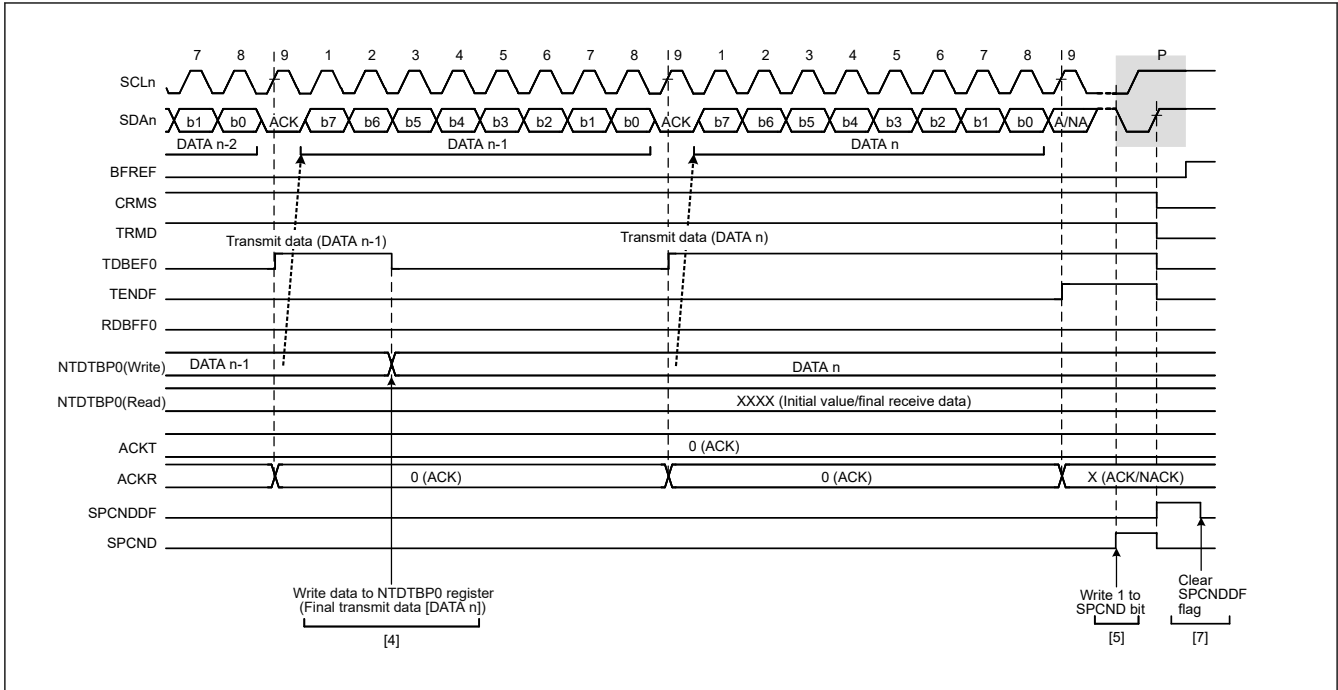 7 8 9 1 2 3 4 5 6 7 8 9 1 2 3 4 5 6 7 8 9 P
SCLn
SDAn b1 b0 ACK b7 b6 b5 b4 b3 b2 b1 b0 ACK b7 b6 b5 b4 b3 b2 b1 b0 A/NA
DATA n-2 DATA n-1 DATA n
BFREF
CRMS
TRMD
Transmit data (DATA n-1) Transmit data (DATA n)
TDBEF0
TENDF
RDBFF0
NTDTBP0(Write) DATA n-1 DATA n
NTDTBP0(Read) XXXX (Initial value/final receive data)
ACKT 0 (ACK)
ACKR 0 (ACK) 0 (ACK) X (ACK/NACK)
SPCNDDF
SPCND
Write data to NTDTBP0 register
(Final transmit data [DATA n])
[4]
Write 1 to
SPCND bit
[5]
Clear
SPCNDDF
flag
[7]